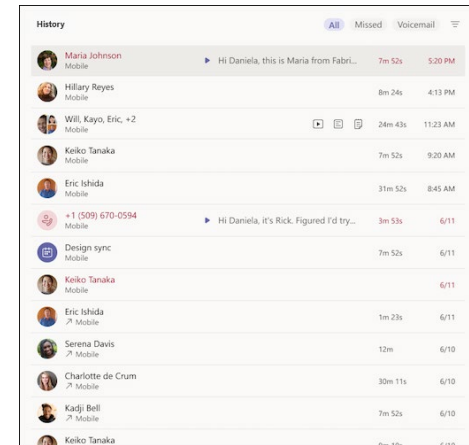 History All Missed Voicemail
Maria Johnson
Mobile
Hi Daniela, this is Maria from Fabri... 7m 52s 5:20 PM
Hillary Reyes
Mobile
8m 24s 4:13 PM
Will, Kayo, Eric, +2
Mobile
24m 43s 11:23 AM
Keiko Tanaka
Mobile
7m 52s 9:20 AM
Eric Ishida
Mobile
31m 52s 8:45 AM
+1 (509) 670-0594
Mobile
Hi Daniela, it's Rick. Figured I'd try... 3m 53s 6/11
Design sync
Mobile
7m 52s 6/11
Keiko Tanaka
Mobile
6/11
Eric Ishida
↗ Mobile
1m 23s 6/11
Serena Davis
↗ Mobile
12m 6/10
Charlotte de Crum
↗ Mobile
30m 11s 6/10
Kadji Bell
↗ Mobile
7m 52s 6/10
Keiko Tanaka